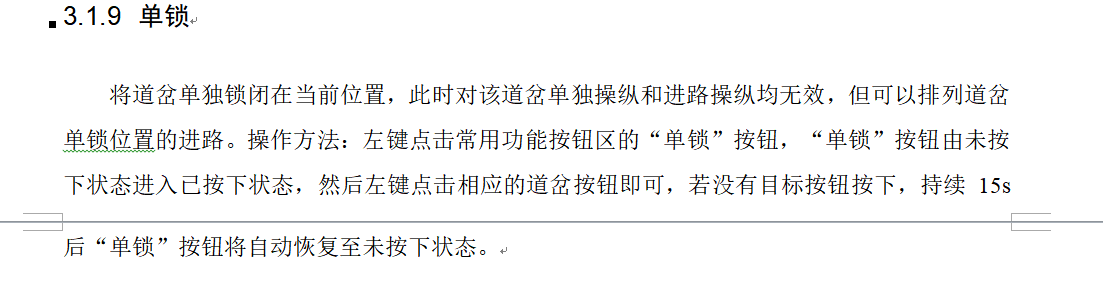 3.1.9 单锁
将道岔单独锁闭在当前位置，此时对该道岔单独操纵和进路操纵均无效，但可以排列道岔
单锁位置的进路。操作方法：左键点击常用功能按钮区的“单锁”按钮，“单锁”按钮由未按
下状态进入已按下状态，然后左键点击相应的道岔按钮即可，若没有目标按钮按下，持续 15s
后“单锁”按钮将自动恢复至未按下状态。